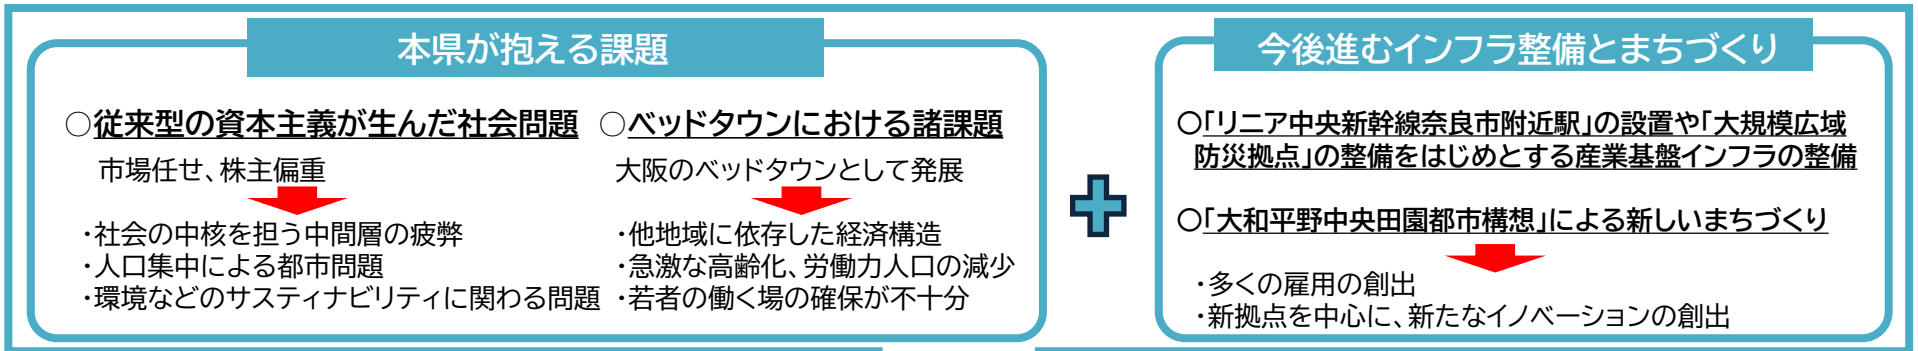 本県が抱える課題
○従来型の資本主義が生んだ社会問題
市場任せ、株主偏重
・社会の中核を担う中間層の疲弊
・人口集中による都市問題
・環境などのサスティナビリティに関わる問題
○ベッドタウンにおける諸課題
大阪のベッドタウンとして発展
・他地域に依存した経済構造
・急激な高齢化、労働力人口の減少
・若者の働く場の確保が不十分
今後進むインフラ整備とまちづくり
○「リニア中央新幹線奈良市附近駅」の設置や「大規模広域
防災拠点」の整備をはじめとする産業基盤インフラの整備
○「大和平野中央田園都市構想」による新しいまちづくり
・多くの雇用の創出
・新拠点を中心に、新たなイノベーションの創出